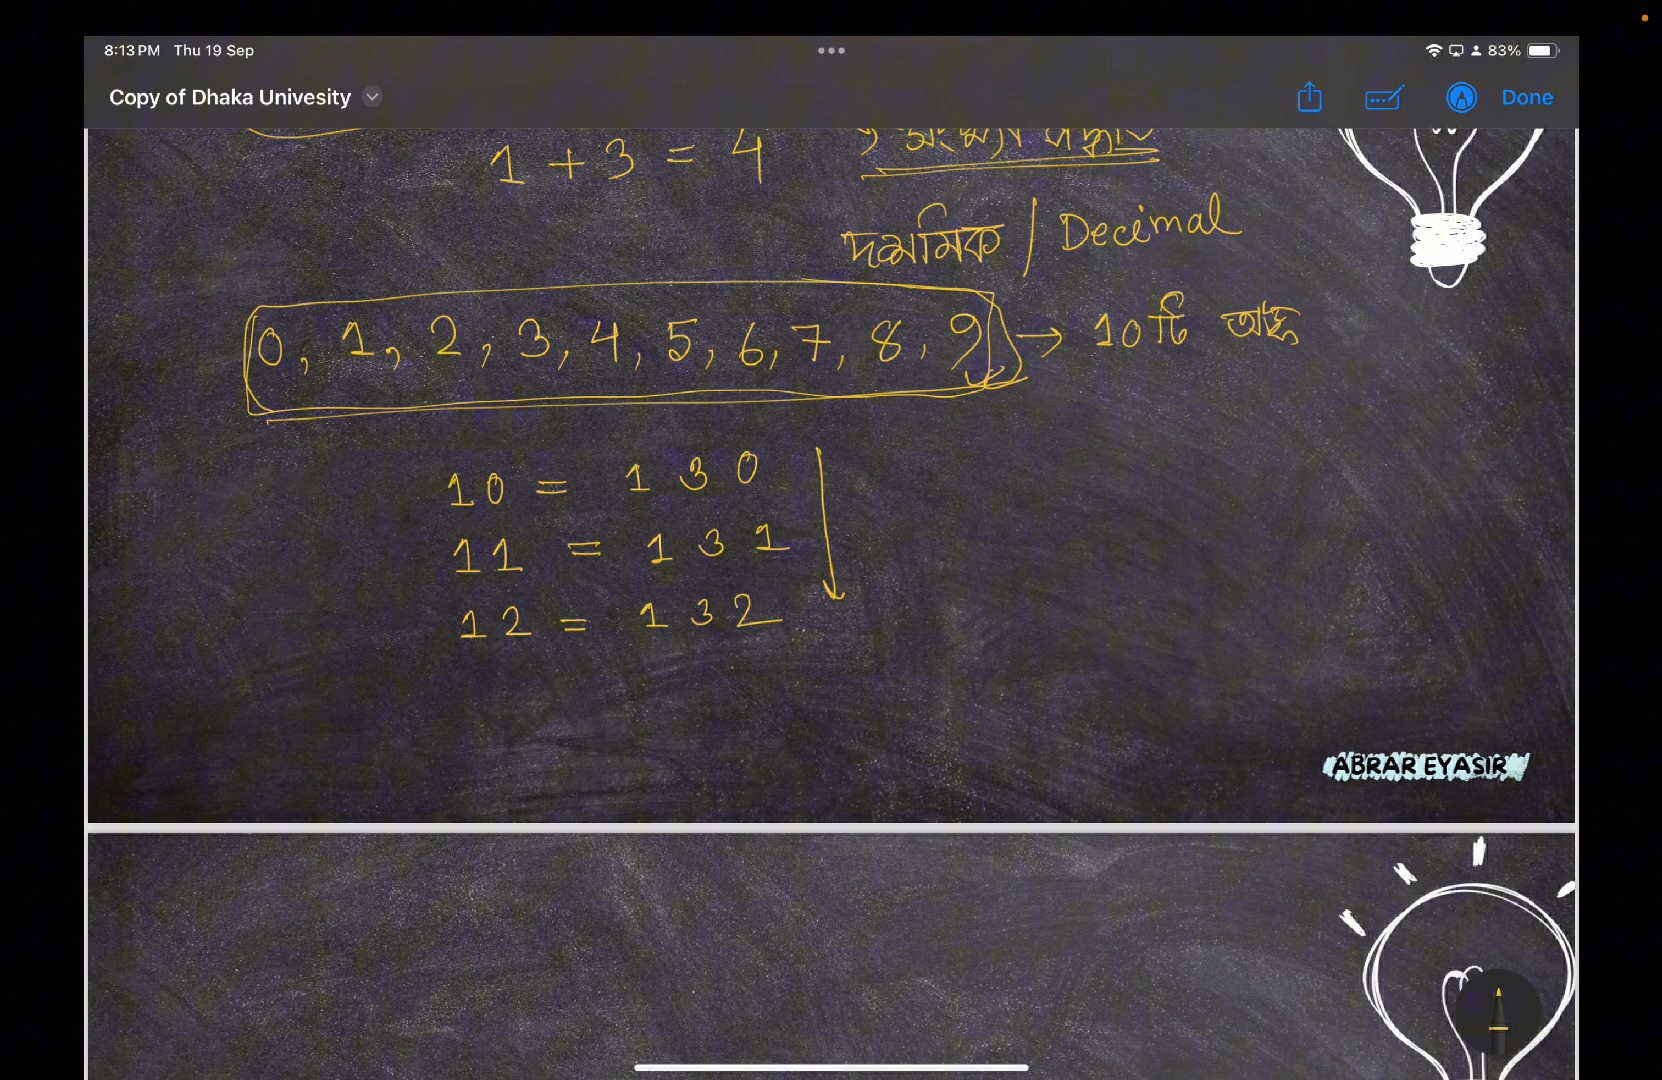 8:13 PM Thu 19 Sep
83%
Copy of Dhaka Univesity
Done
1 + 3 = 4
দশমিক / Decimal
0, 1, 2, 3, 4, 5, 6, 7, 8, 9 → 10 টি অঙ্ক
10 = 1 3 0
11 = 1 3 1
12 = 1 3 2
ABRAR EYASIR